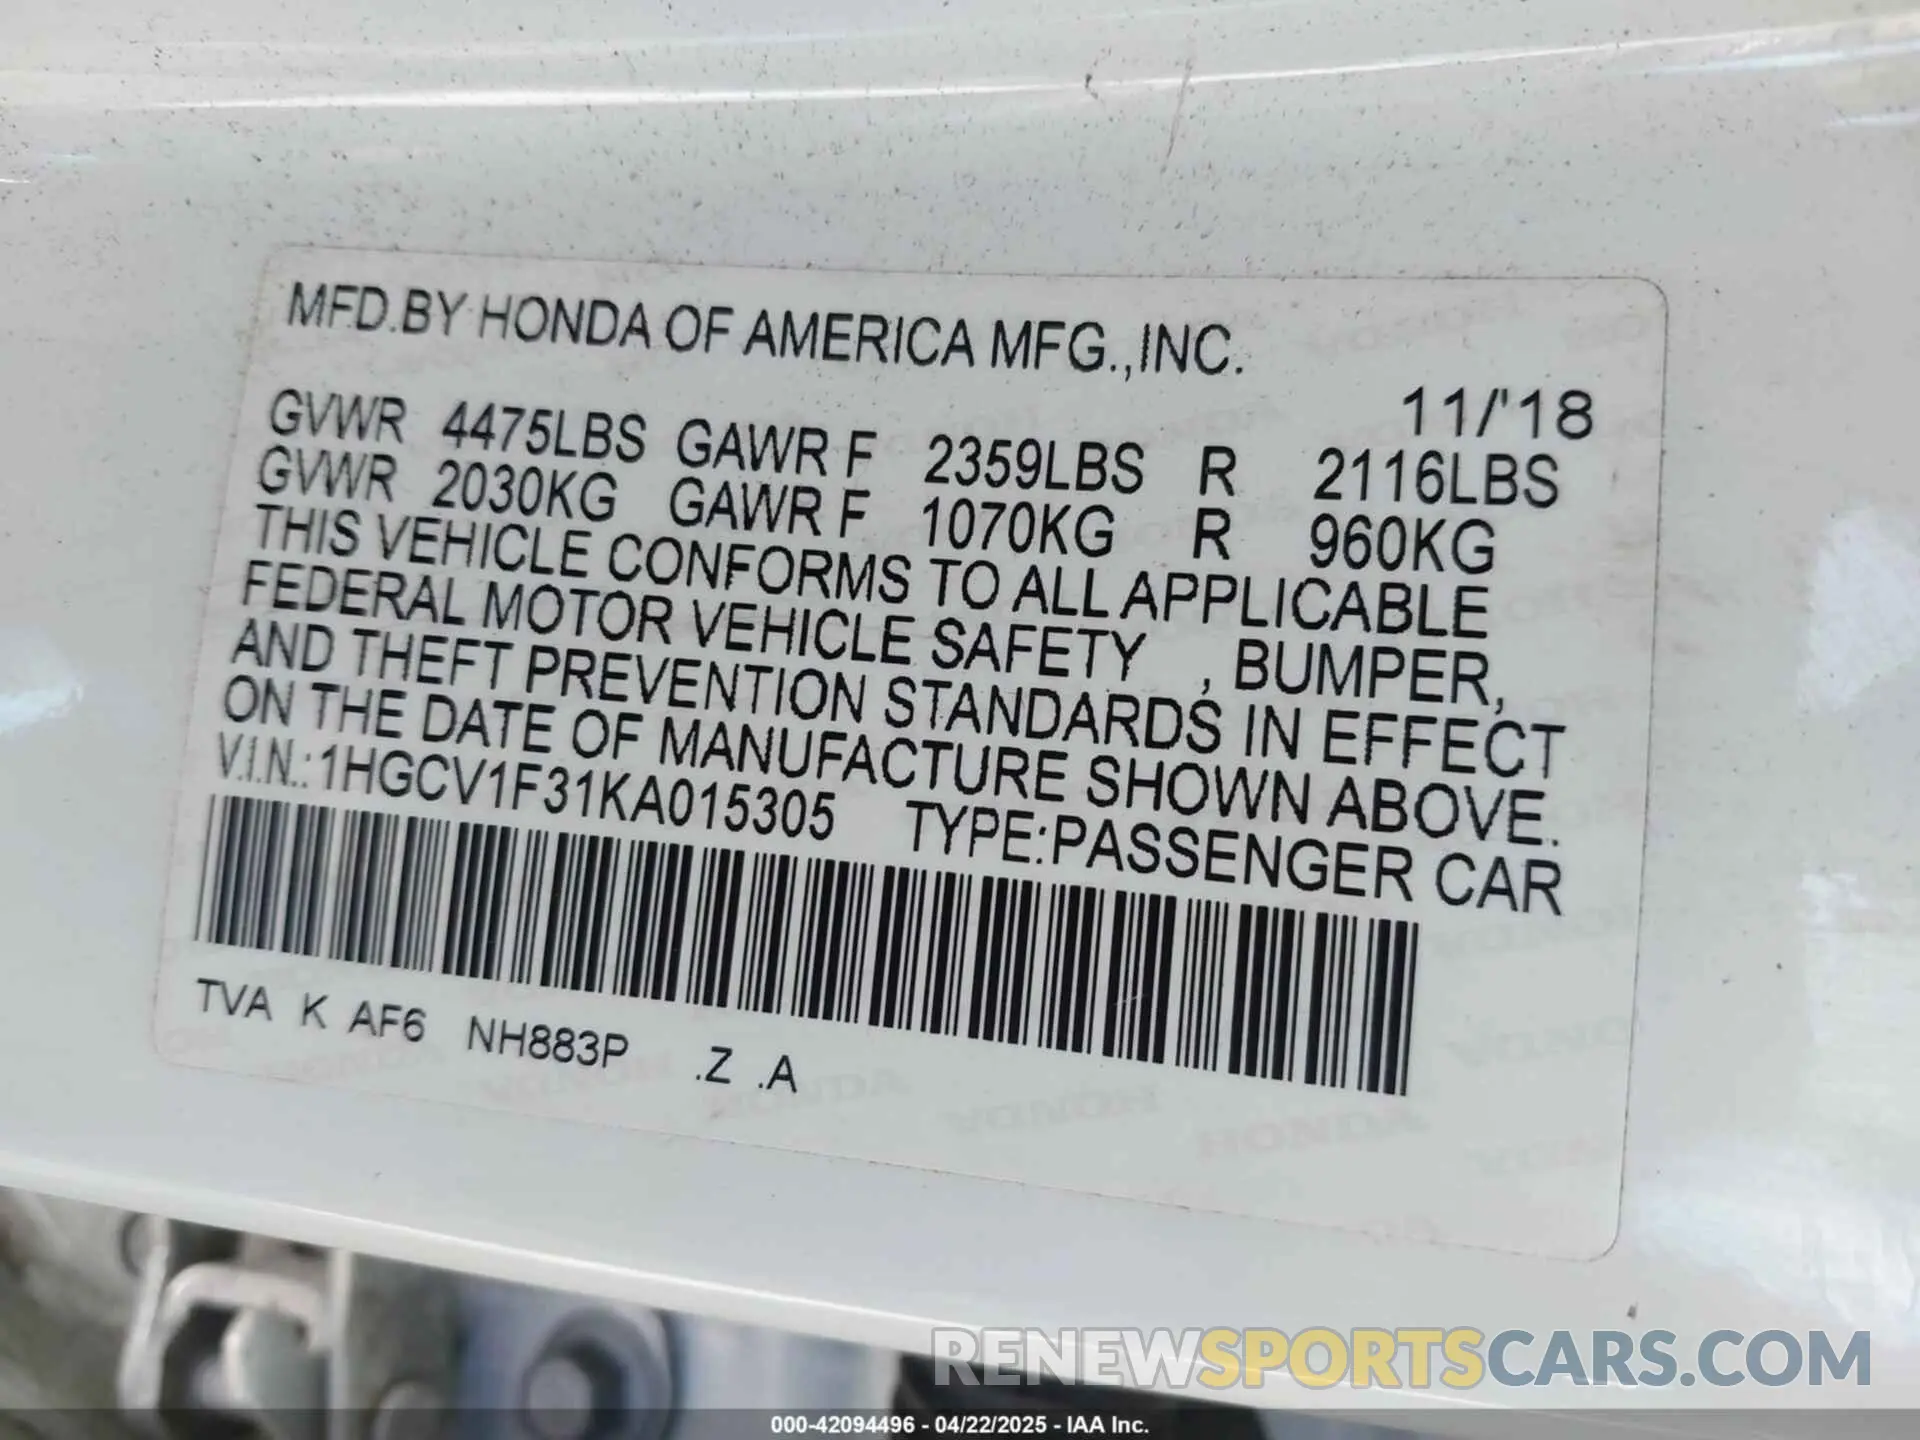 MFD.BY HONDA OF AMERICA MFG.,INC.
11/'18
GVWR 4475LBS GAWR F 2359LBS R 2116LBS
GVWR 2030KG GAWR F 1070KG R 960KG
THIS VEHICLE CONFORMS TO ALL APPLICABLE
FEDERAL MOTOR VEHICLE SAFETY , BUMPER,
AND THEFT PREVENTION STANDARDS IN EFFECT
ON THE DATE OF MANUFACTURE SHOWN ABOVE.
V.I.N.:1HGCV1F31KA015305 TYPE:PASSENGER CAR
TVA K AF6 NH883P .Z .A
HONDA
RENEWSPORTSCARS.COM
000-42094496 - 04/22/2025 - IAA Inc.